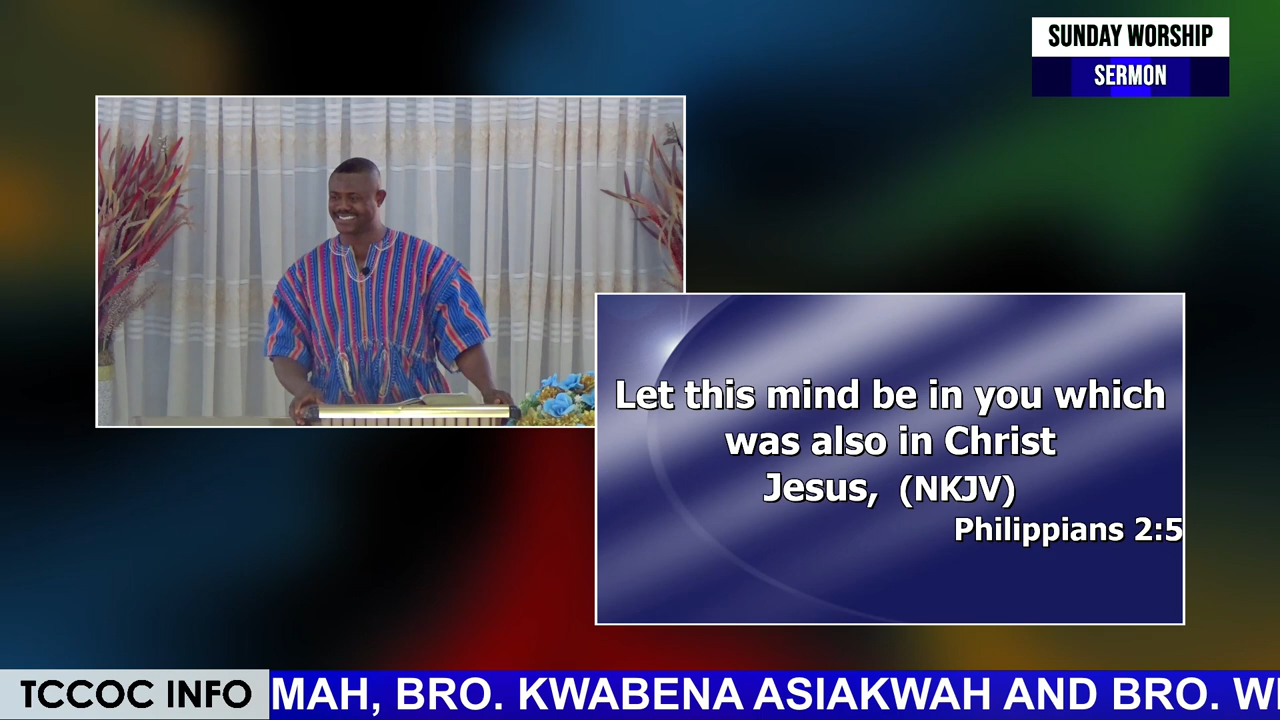 SUNDAY WORSHIP
SERMON
Let this mind be in you which
was also in Christ
Jesus, (NKJV)
Philippians 2:5
TCCOC INFO
MAH, BRO. KWABENA ASIAKWAH AND BRO.